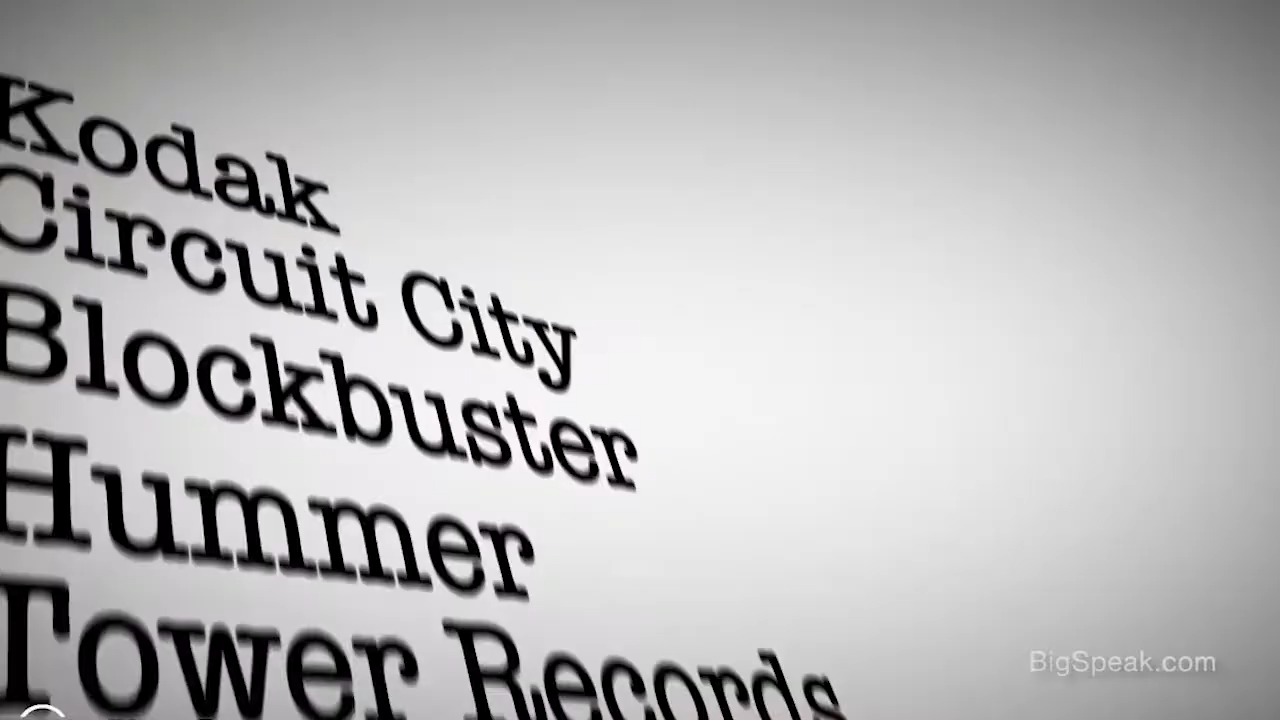 Kodak
Circuit City
Blockbuster
Hummer
Tower Records
BigSpeak.com